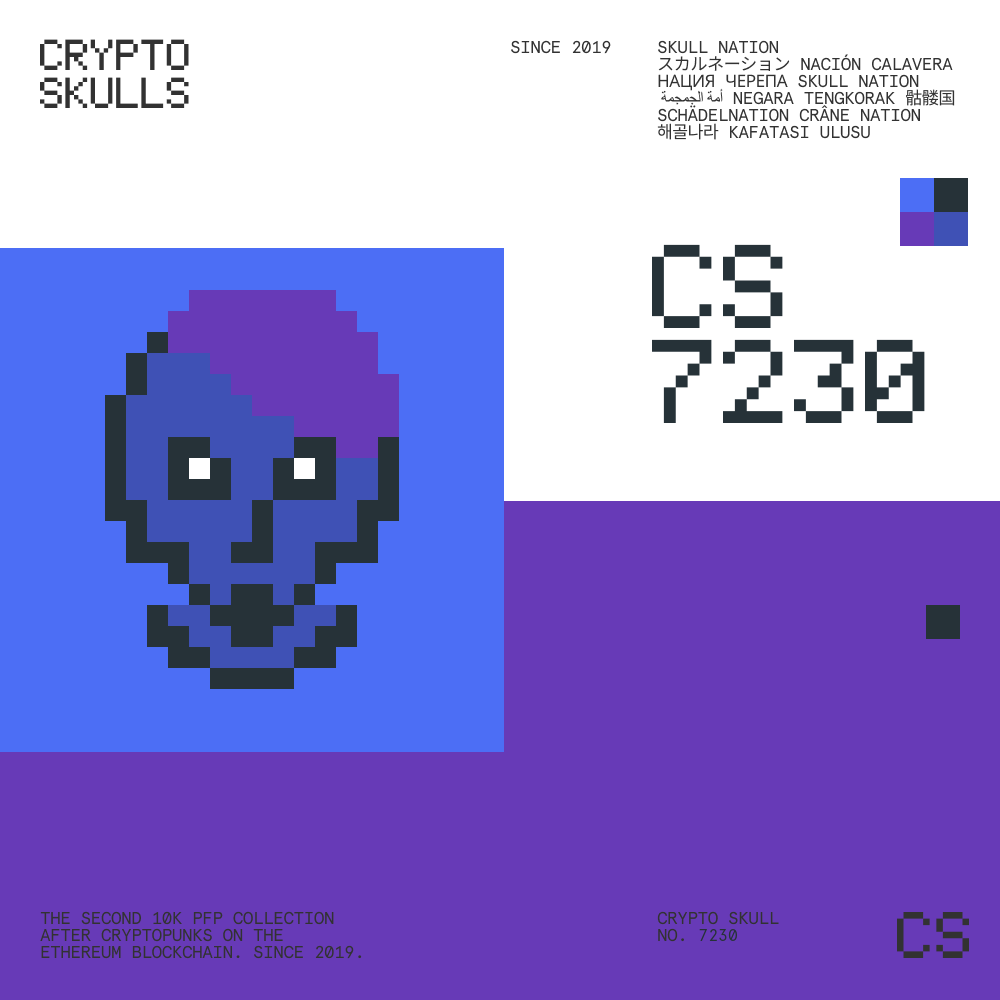 CRYPTO
SKULLS
SINCE 2019
SKULL NATION
スカルネーション NACIÓN CALAVERA
НАЦИЯ ЧЕРЕПА SKULL NATION
أمة الجمجمة NEGARA TENGKORAK 骷髅国
SCHÄDELNATION CRÂNE NATION
해골나라 KAFATASI ULUSU
CS
7230
THE SECOND 10K PFP COLLECTION
AFTER CRYPTOPUNKS ON THE
ETHEREUM BLOCKCHAIN. SINCE 2019.
CRYPTO SKULL
NO. 7230
CS